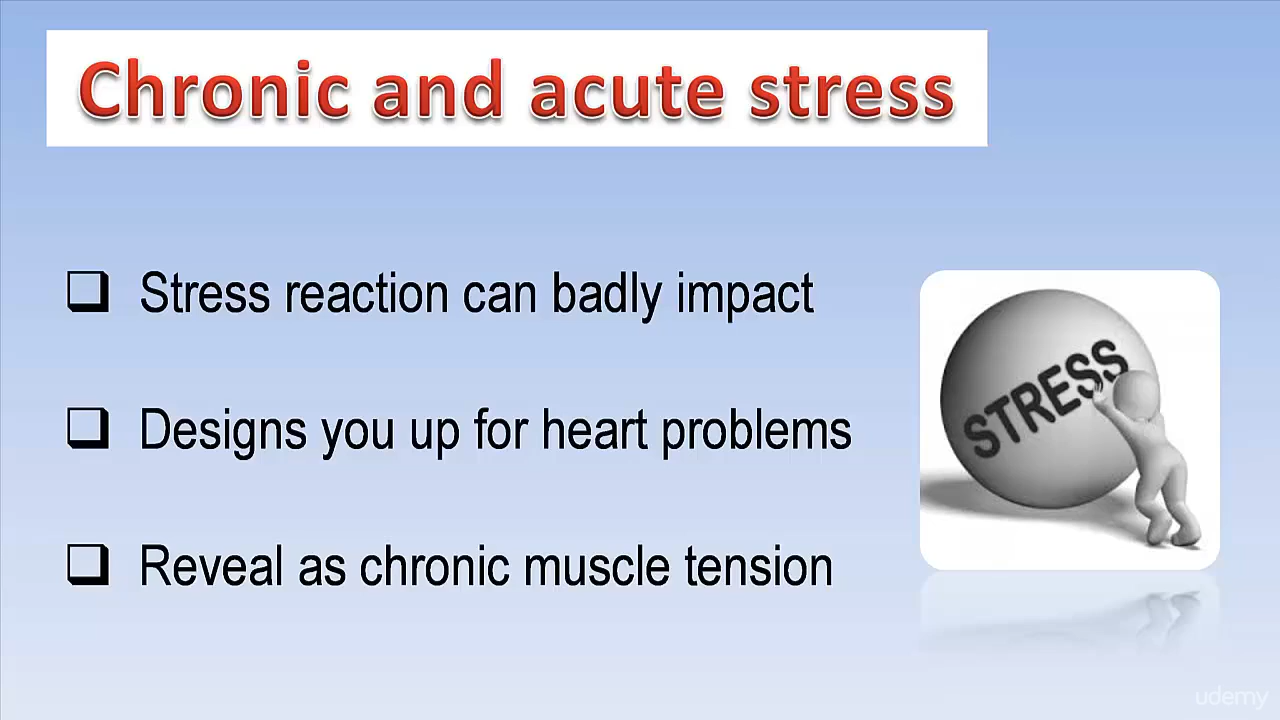 Chronic and acute stress
❑ Stress reaction can badly impact
❑ Designs you up for heart problems
❑ Reveal as chronic muscle tension
STRESS
udemy